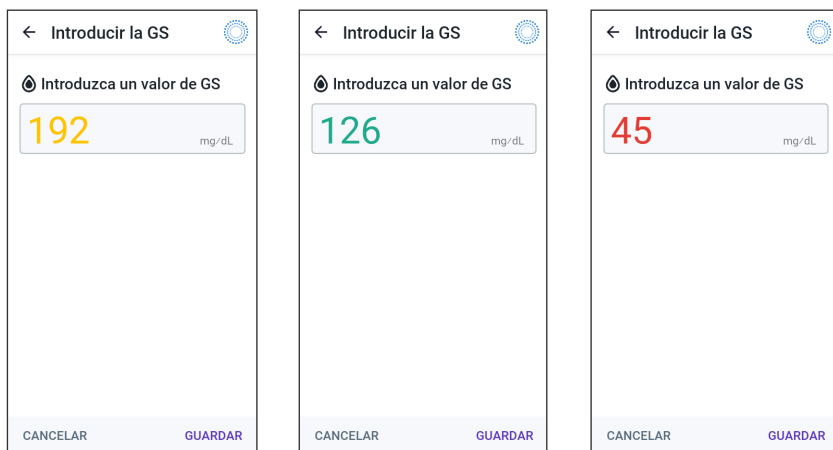 Introducir la GS
Introduzca un valor de GS
192 mg/dL
CANCELAR GUARDAR
Introducir la GS
Introduzca un valor de GS
126 mg/dL
CANCELAR GUARDAR
Introducir la GS
Introduzca un valor de GS
45 mg/dL
CANCELAR GUARDAR